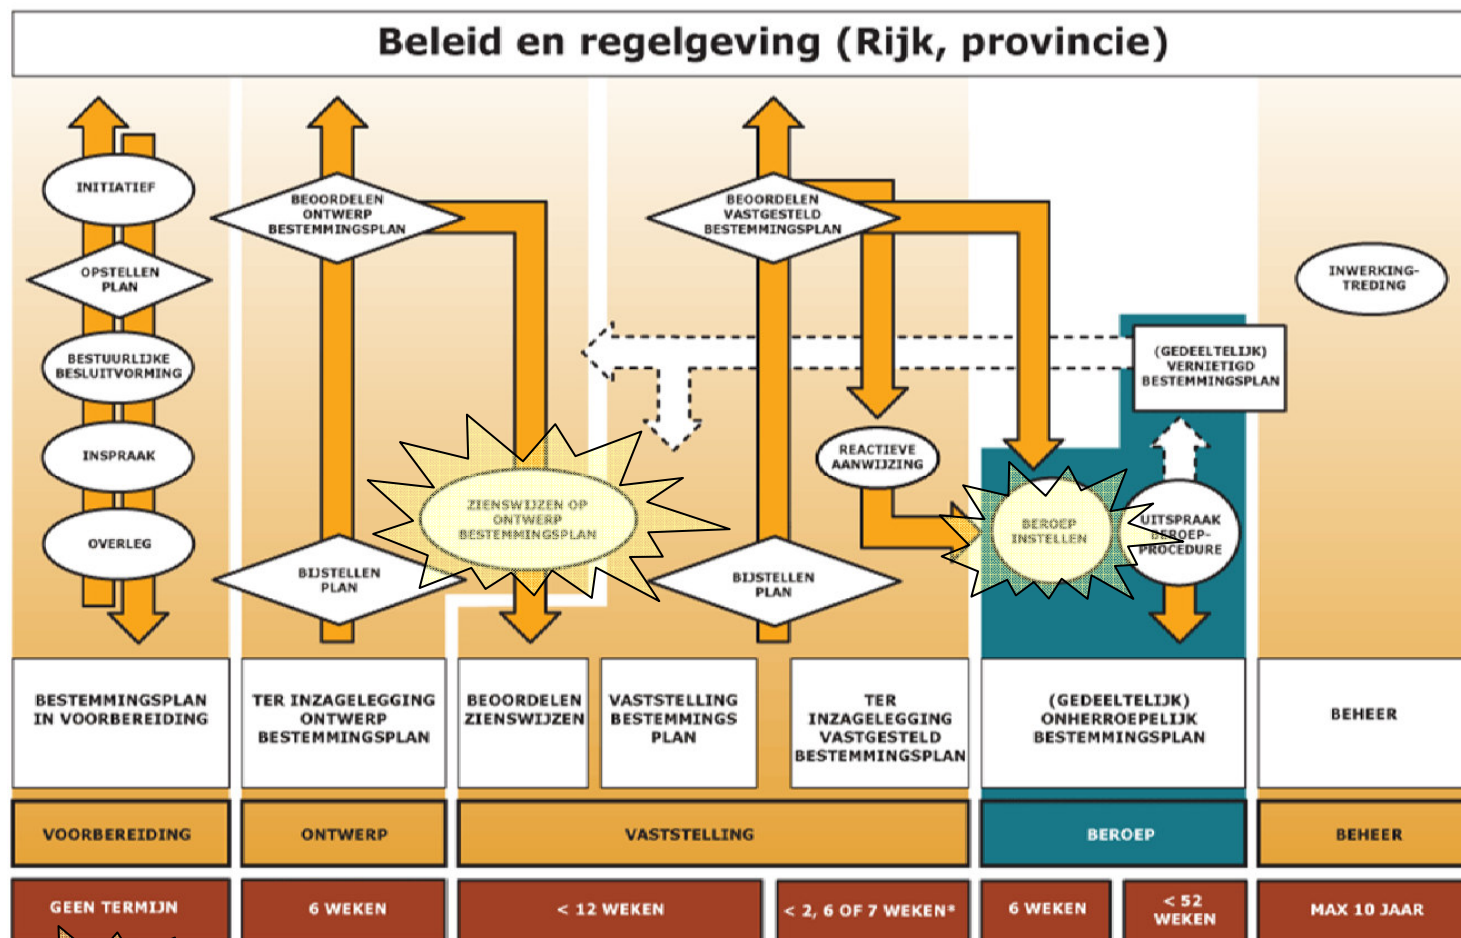 Beleid en regelgeving (Rijk, provincie)
INITIATIEF
OPSTELLEN
PLAN
BESTUURLIJKE
BESLUITVORMING
INSPRAAK
OVERLEG
BEOORDELEN
ONTWERP
BESTEMMINGSPLAN
BIJSTELLEN
PLAN
ZIENSWIJZEN OP
ONTWERP
BESTEMMINGSPLAN
BEOORDELEN
VASTGESTELD
BESTEMMINGSPLAN
REACTIEVE
AANWIJZING
BIJSTELLEN
PLAN
BEROEP
INSTELLEN
(GEDEELTELIJK)
VERNIETIGD
BESTEMMINGSPLAN
UITSPRAAK
BEROEP-
PROCEDURE
INWERKING-
TREDING
BESTEMMINGSPLAN
IN VOORBEREIDING
TER INZAGELEGGING
ONTWERP
BESTEMMINGSPLAN
BEOORDELEN
ZIENSWIJZEN
VASTSTELLING
BESTEMMINGS
PLAN
TER
INZAGELEGGING
VASTGESTELD
BESTEMMINGSPLAN
(GEDEELTELIJK)
ONHERROEPELIJK
BESTEMMINGSPLAN
BEHEER
VOORBEREIDING
ONTWERP
VASTSTELLING
BEROEP
BEHEER
GEEN TERMIJN
6 WEKEN
< 12 WEKEN
< 2, 6 OF 7 WEKEN*
6 WEKEN
< 52
WEKEN
MAX 10 JAAR